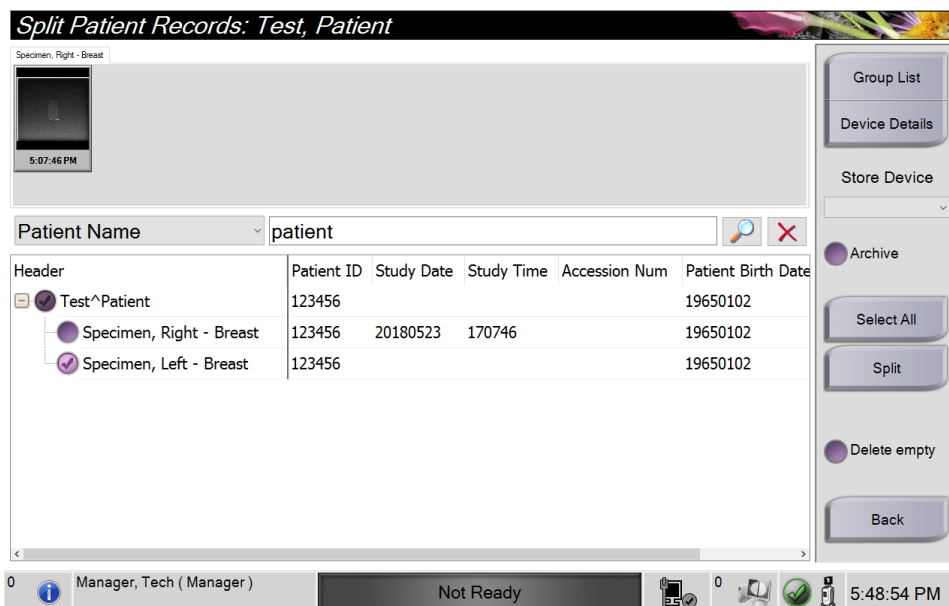 Split Patient Records: Test, Patient
Specimen, Right - Breast
5:07:46 PM
Group List
Device Details
Store Device
Patient Name patient
Archive
Header Patient ID Study Date Study Time Accession Num Patient Birth Date
Test^Patient 123456 19650102
Specimen, Right - Breast 123456 20180523 170746 19650102
Specimen, Left - Breast 123456 19650102
Select All
Split
Delete empty
Back
0 Manager, Tech ( Manager ) Not Ready 0 5:48:54 PM